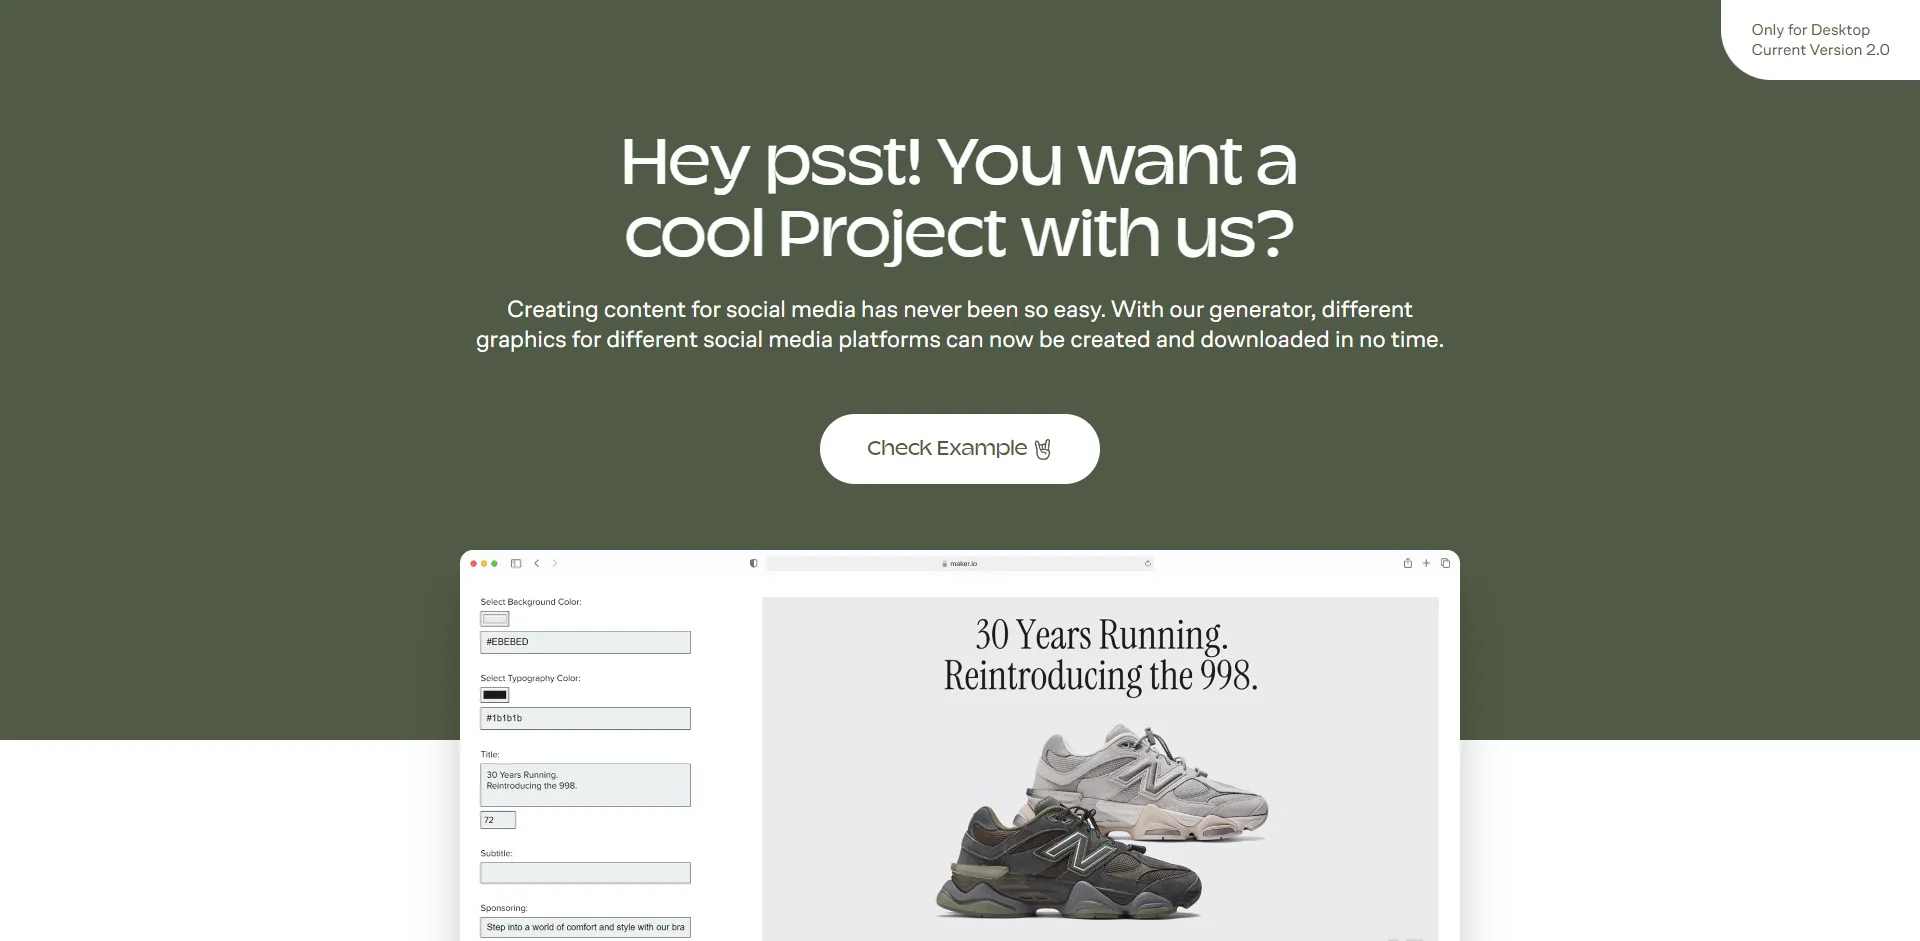 Only for Desktop
Current Version 2.0
Hey psst! You want a
cool Project with us?
Creating content for social media has never been so easy. With our generator, different
graphics for different social media platforms can now be created and downloaded in no time.
Check Example
maker.io
Select Background Color:
#EBEBED
Select Typography Color:
#1b1b1b
Title:
30 Years Running.
Reintroducing the 998.
72
Subtitle:
Sponsoring:
Step into a world of comfort and style with our bra
30 Years Running.
Reintroducing the 998.
N
N